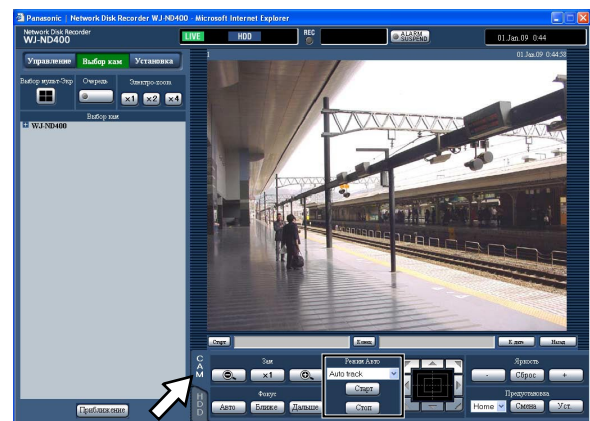 Panasonic | Network Disk Recorder WJ-ND400 - Microsoft Internet Explorer
Network Disk Recorder
WJ-ND400
LIVE HDD REC ALARM SUSPEND 01.Jan.09 0:44
Управление Выбор кам Установка
1 01.Jan.09 0:44:38
Выбор мульт-Экр Очередь Электро-зоом
x1 x2 x4
Выбор кам
WJ-ND400
Старт Конец К дате Назад
CAM
Зам Режим Авто Яркость
x1 Auto track - Сброс +
Фокус Старт Предустановка
HDD
Авто Ближе Дальше Стоп Home Смена Уст.
Приближение